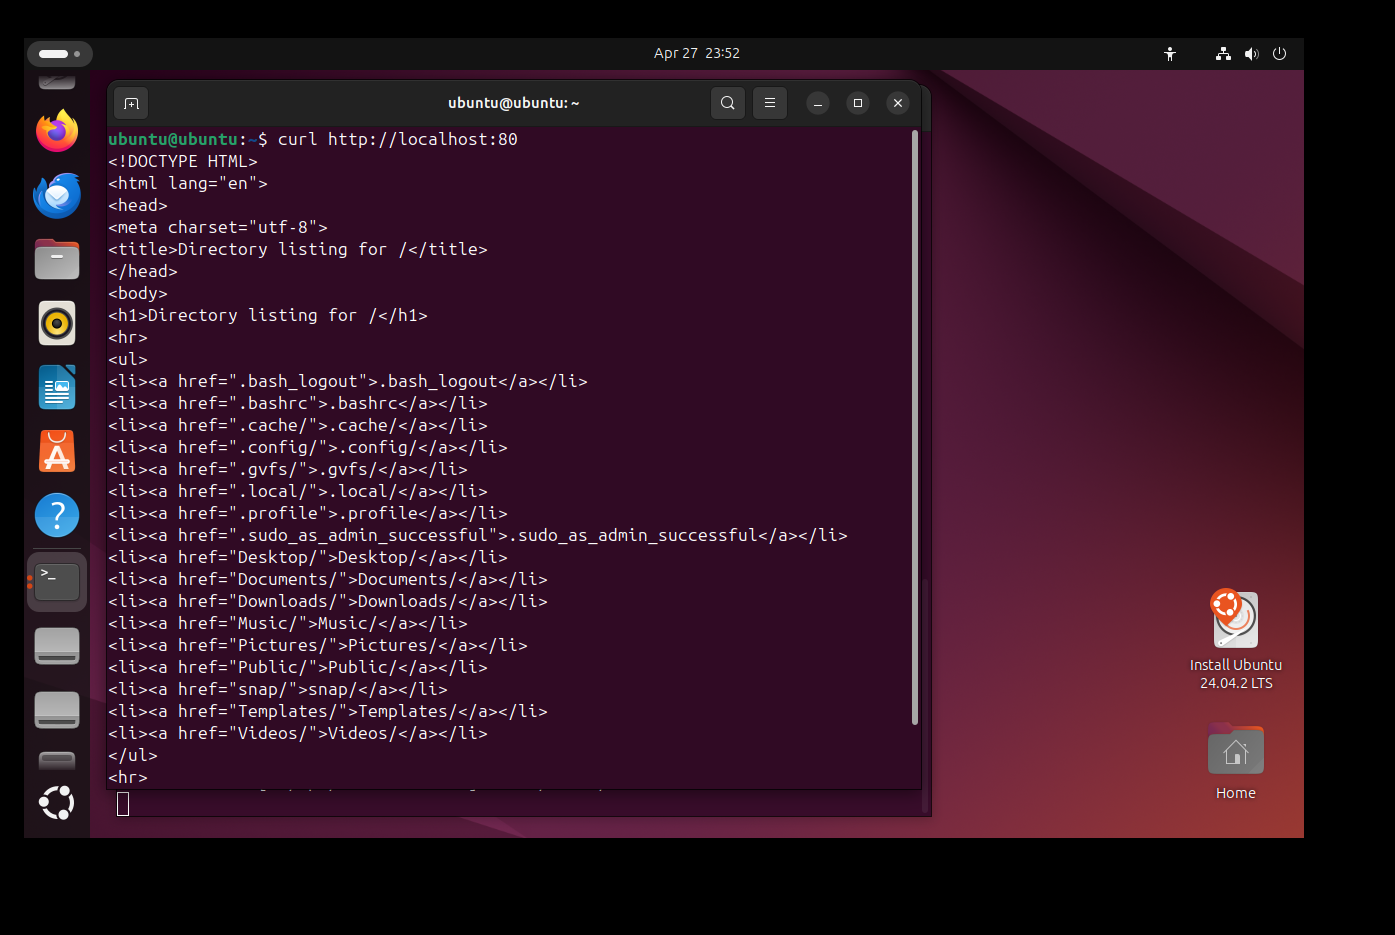 Apr 27 23:52
ubuntu@ubuntu: ~
ubuntu@ubuntu:~$ curl http://localhost:80
<!DOCTYPE HTML>
<html lang="en">
<head>
<meta charset="utf-8">
<title>Directory listing for /</title>
</head>
<body>
<h1>Directory listing for /</h1>
<hr>
<ul>
<li><a href=".bash_logout">.bash_logout</a></li>
<li><a href=".bashrc">.bashrc</a></li>
<li><a href=".cache/">.cache/</a></li>
<li><a href=".config/">.config/</a></li>
<li><a href=".gvfs/">.gvfs/</a></li>
<li><a href=".local/">.local/</a></li>
<li><a href=".profile">.profile</a></li>
<li><a href=".sudo_as_admin_successful">.sudo_as_admin_successful</a></li>
<li><a href="Desktop/">Desktop/</a></li>
<li><a href="Documents/">Documents/</a></li>
<li><a href="Downloads/">Downloads/</a></li>
<li><a href="Music/">Music/</a></li>
<li><a href="Pictures/">Pictures/</a></li>
<li><a href="Public/">Public/</a></li>
<li><a href="snap/">snap/</a></li>
<li><a href="Templates/">Templates/</a></li>
<li><a href="Videos/">Videos/</a></li>
</ul>
<hr>
Install Ubuntu
24.04.2 LTS
Home